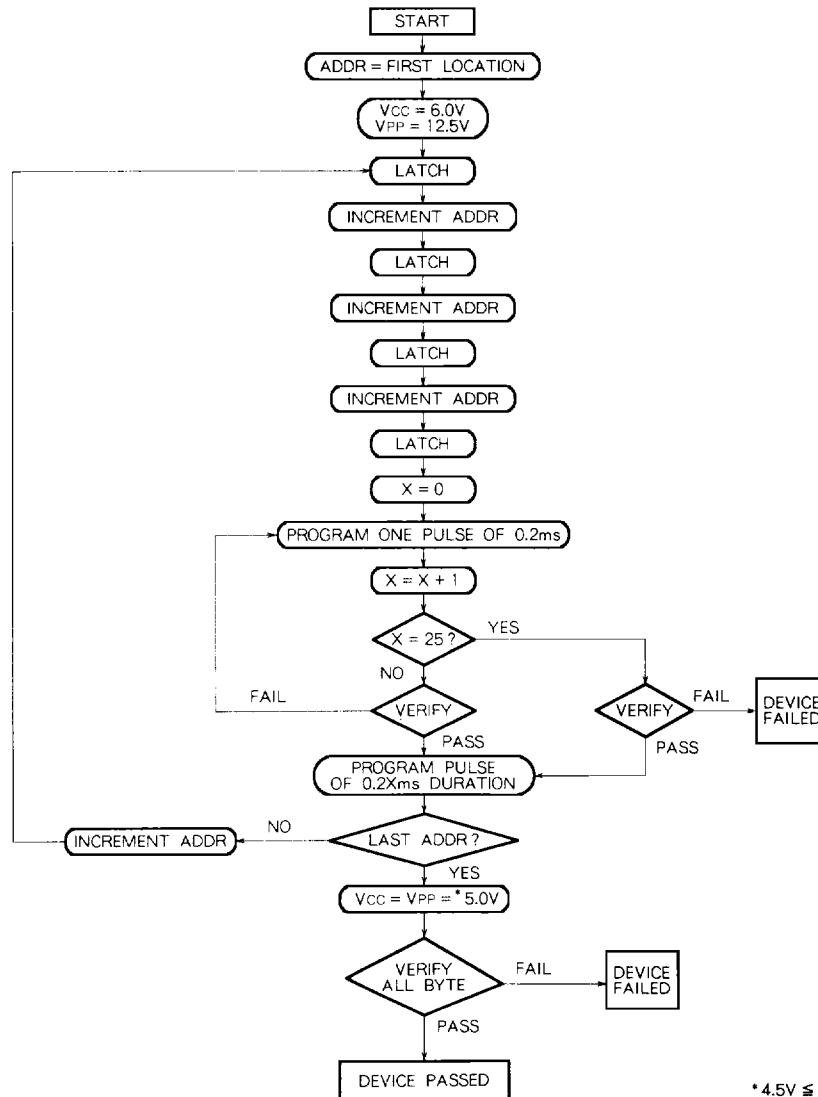 START
ADDR = FIRST LOCATION
VCC = 6.0V
VPP = 12.5V
LATCH
INCREMENT ADDR
LATCH
INCREMENT ADDR
LATCH
INCREMENT ADDR
LATCH
X = 0
PROGRAM ONE PULSE OF 0.2ms
X = X + 1
X = 25 ?
YES
NO
VERIFY
FAIL
PASS
VERIFY
FAIL
DEVICE
FAILED
PASS
PROGRAM PULSE
OF 0.2Xms DURATION
LAST ADDR ?
NO
INCREMENT ADDR
YES
VCC = VPP = *5.0V
VERIFY
ALL BYTE
FAIL
DEVICE
FAILED
PASS
DEVICE PASSED
*4.5V ≦